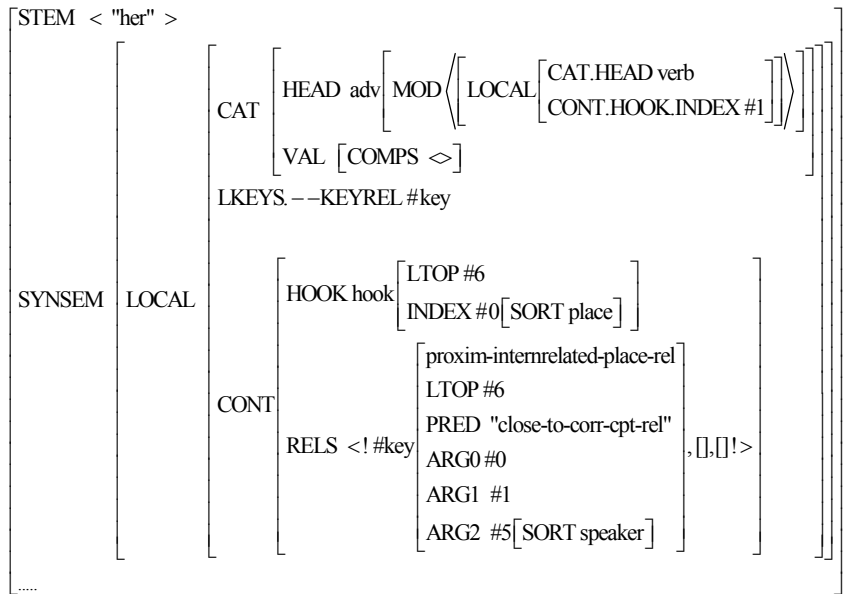 STEM < "her" >
HEAD adv MOD LOCAL CAT.HEAD verb
CONT.HOOK.INDEX #1
CAT
VAL [COMPS <>]
LKEYS.--KEYREL #key
SYNSEM LOCAL
HOOK hook LTOP #6
INDEX #0[SORT place]
CONT
proxim-internrelated-place-rel
LTOP #6
PRED "close-to-corr-cpt-rel"
RELS <! #key ARG0 #0 ,[],[]!>
ARG1 #1
ARG2 #5[SORT speaker]
.....